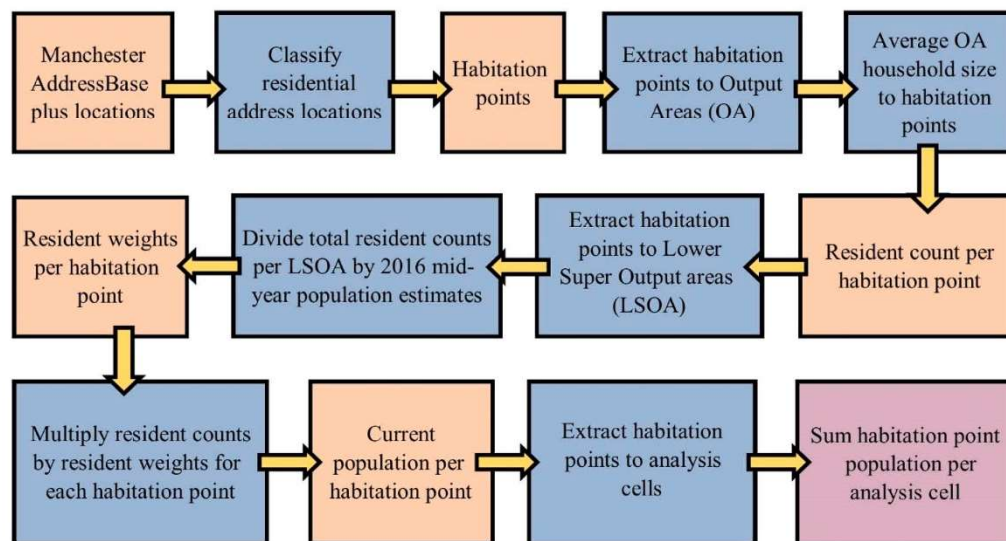 Manchester
AddressBase
plus locations
Classify
residential
address locations
Habitation
points
Extract habitation
points to Output
Areas (OA)
Average OA
household size
to habitation
points
Resident count per
habitation point
Extract habitation
points to Lower
Super Output areas
(LSOA)
Divide total resident counts
per LSOA by 2016 mid-
year population estimates
Resident weights
per habitation
point
Multiply resident counts
by resident weights for
each habitation point
Current
population per
habitation point
Extract habitation
points to analysis
cells
Sum habitation point
population per
analysis cell